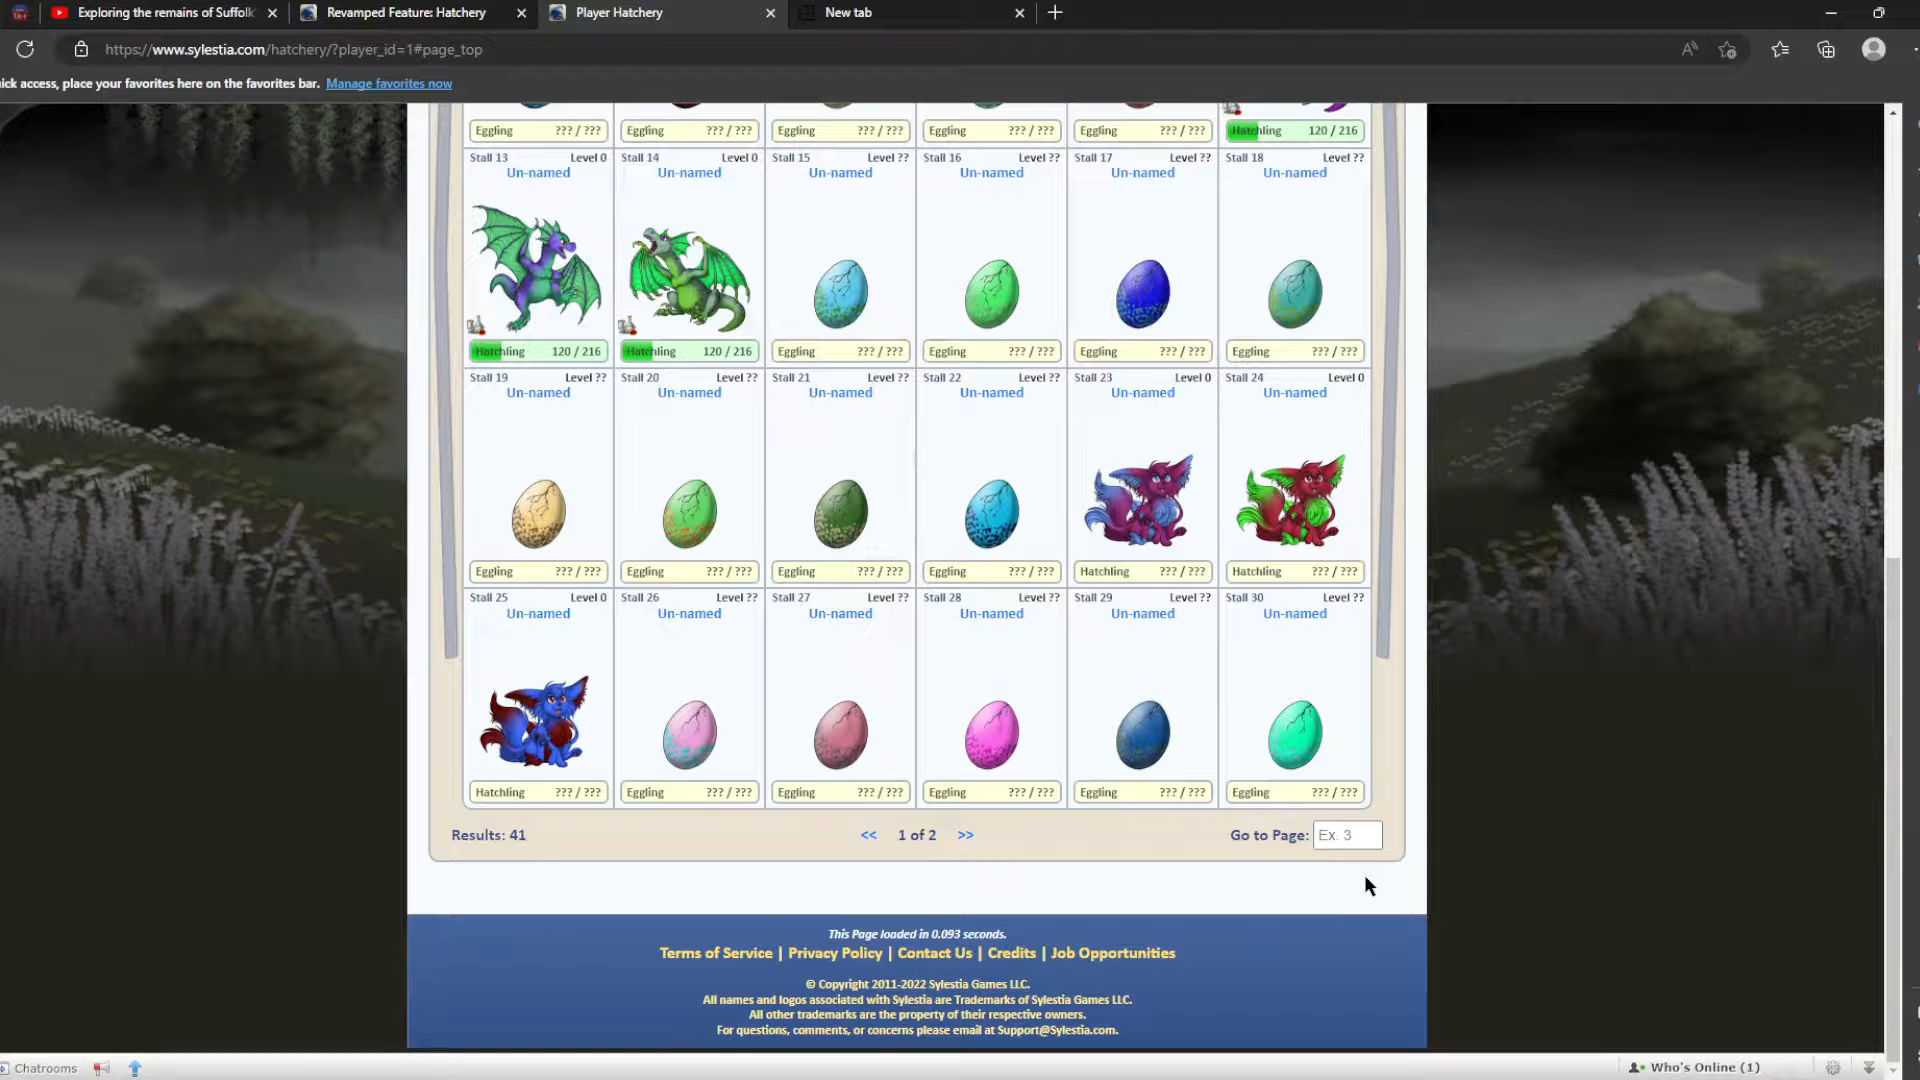 Exploring the remains of Suffolk
Revamped Feature: Hatchery
Player Hatchery
New tab
https://www.sylestia.com/hatchery/?player_id=1#page_top
ick access, place your favorites here on the favorites bar. Manage favorites now
Eggling ??? / ??? Eggling ??? / ??? Eggling ??? / ??? Eggling ??? / ??? Eggling ??? / ??? Hatchling 120 / 216
Stall 13 Level 0 Stall 14 Level 0 Stall 15 Level ?? Stall 16 Level ?? Stall 17 Level ?? Stall 18 Level ??
Un-named Un-named Un-named Un-named Un-named Un-named
Hatchling 120 / 216 Hatchling 120 / 216 Eggling ??? / ??? Eggling ??? / ??? Eggling ??? / ??? Eggling ??? / ???
Stall 19 Level ?? Stall 20 Level ?? Stall 21 Level ?? Stall 22 Level ?? Stall 23 Level 0 Stall 24 Level 0
Un-named Un-named Un-named Un-named Un-named Un-named
Eggling ??? / ??? Eggling ??? / ??? Eggling ??? / ??? Eggling ??? / ??? Hatchling ??? / ??? Hatchling ??? / ???
Stall 25 Level 0 Stall 26 Level ?? Stall 27 Level ?? Stall 28 Level ?? Stall 29 Level ?? Stall 30 Level ??
Un-named Un-named Un-named Un-named Un-named Un-named
Hatchling ??? / ??? Eggling ??? / ??? Eggling ??? / ??? Eggling ??? / ??? Eggling ??? / ??? Eggling ??? / ???
Results: 41 << 1 of 2 >> Go to Page: Ex. 3
This Page loaded in 0.093 seconds.
Terms of Service | Privacy Policy | Contact Us | Credits | Job Opportunities
© Copyright 2011-2022 Sylestia Games LLC.
All names and logos associated with Sylestia are Trademarks of Sylestia Games LLC.
All other trademarks are the property of their respective owners.
For questions, comments, or concerns please email at Support@Sylestia.com.
Chatrooms
Who's Online (1)